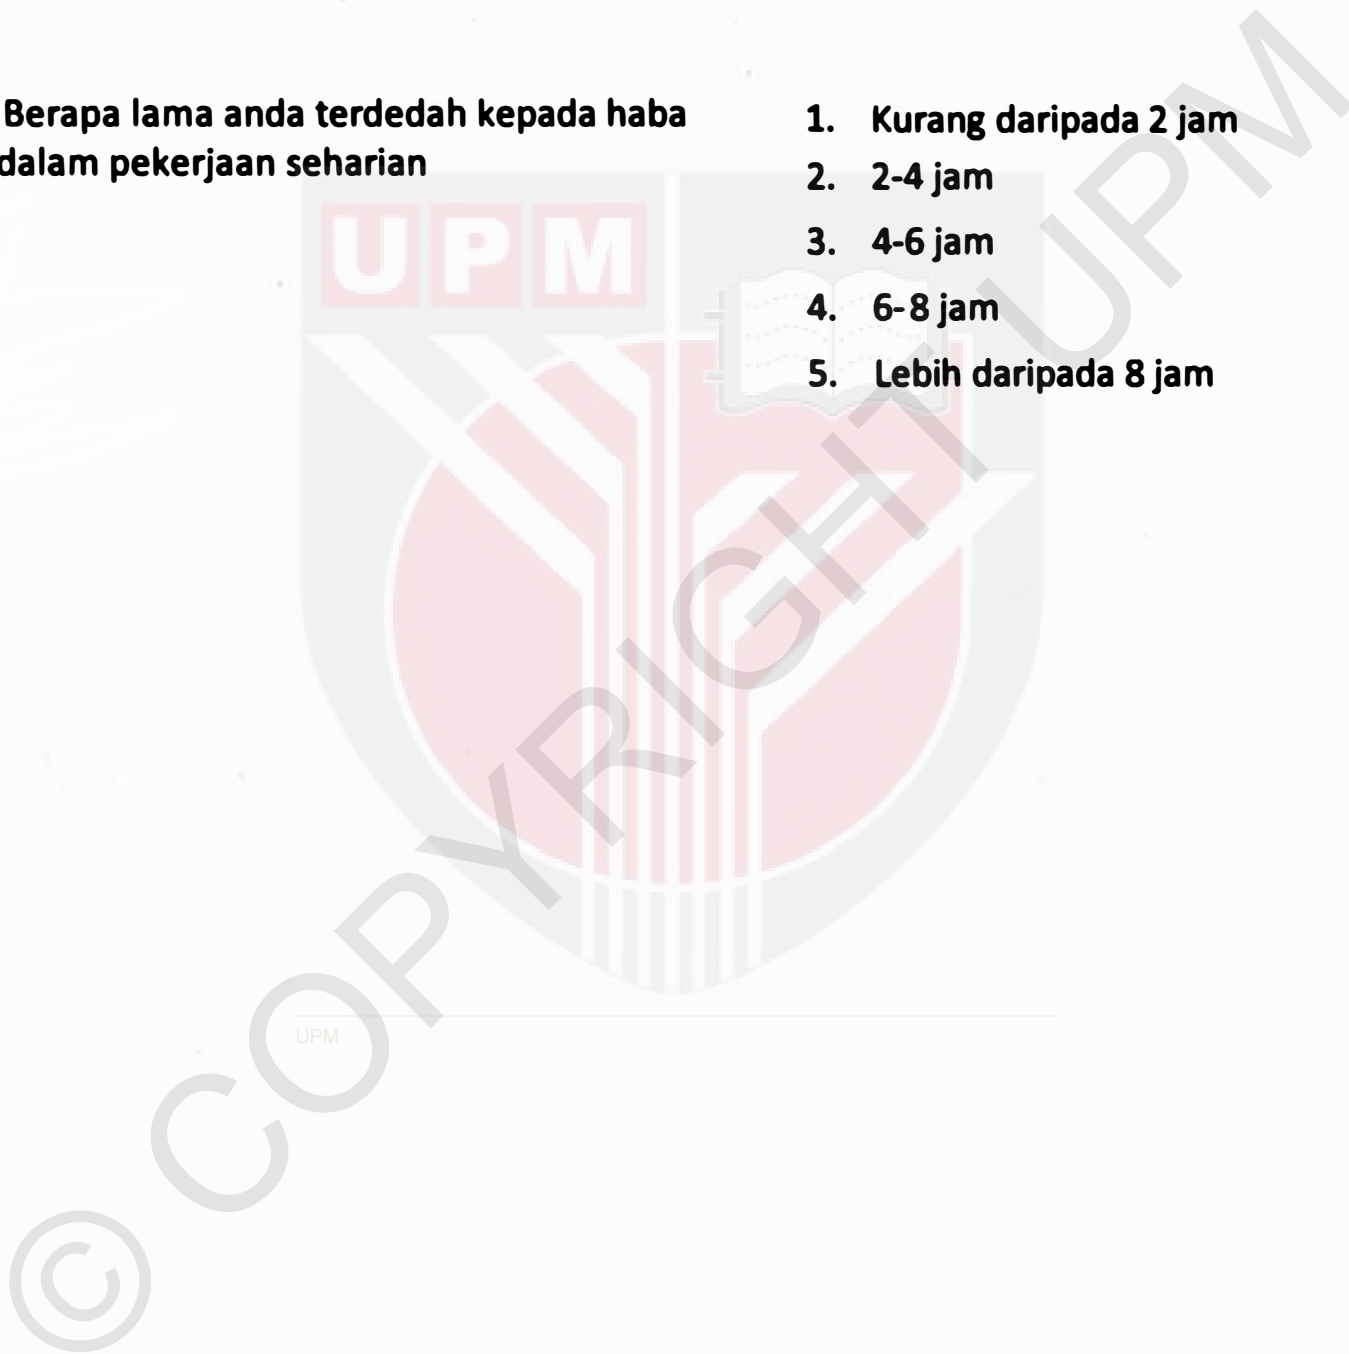 Berapa lama anda terdedah kepada haba
dalam pekerjaan seharian
1. Kurang daripada 2 jam
2. 2-4 jam
3. 4-6 jam
4. 6-8 jam
5. Lebih daripada 8 jam
UPM
© COPYRIGHT UPM
UPM